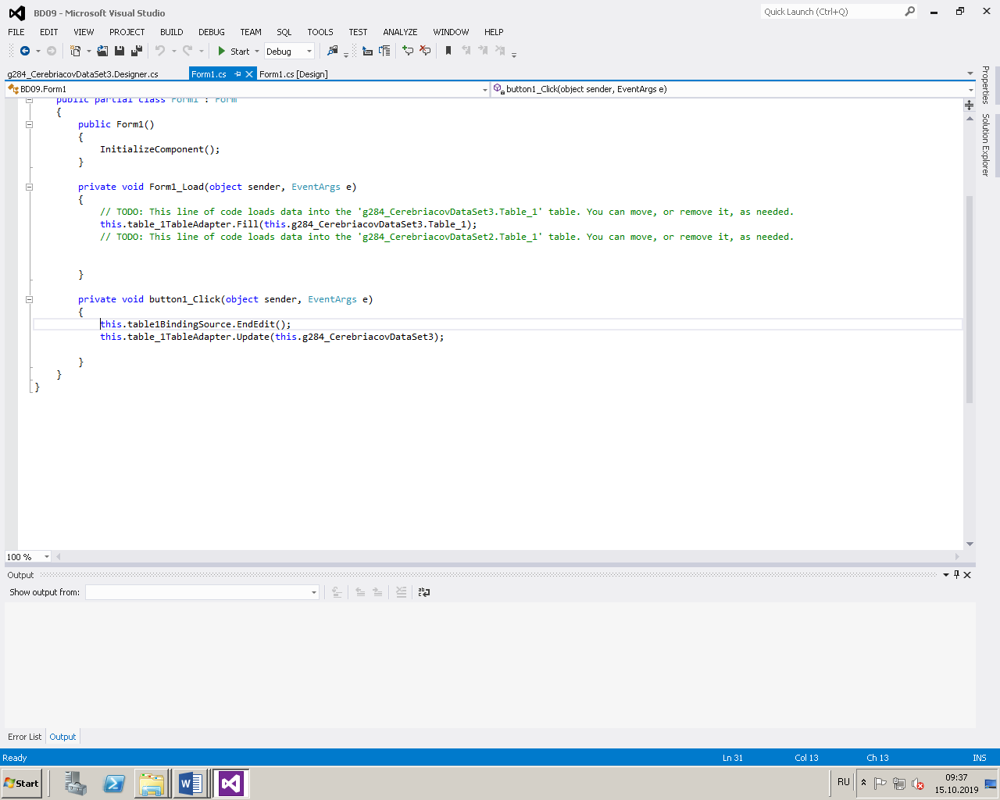 BD09 - Microsoft Visual Studio
Quick Launch (Ctrl+Q)
FILE EDIT VIEW PROJECT BUILD DEBUG TEAM SQL TOOLS TEST ANALYZE WINDOW HELP
Start Debug
g284_CerebriacovDataSet3.Designer.cs Form1.cs Form1.cs [Design]
BD09.Form1 button1_Click(object sender, EventArgs e)
public partial class Form1 : Form
{
public Form1()
{
InitializeComponent();
}
private void Form1_Load(object sender, EventArgs e)
{
// TODO: This line of code loads data into the 'g284_CerebriacovDataSet3.Table_1' table. You can move, or remove it, as needed.
this.table_1TableAdapter.Fill(this.g284_CerebriacovDataSet3.Table_1);
// TODO: This line of code loads data into the 'g284_CerebriacovDataSet2.Table_1' table. You can move, or remove it, as needed.
}
private void button1_Click(object sender, EventArgs e)
{
this.table1BindingSource.EndEdit();
this.table_1TableAdapter.Update(this.g284_CerebriacovDataSet3);
}
}
}
Properties
Solution Explorer
100 %
Output
Show output from:
Error List Output
Ready Ln 31 Col 13 Ch 13 INS
Start RU 09:37
15.10.2019